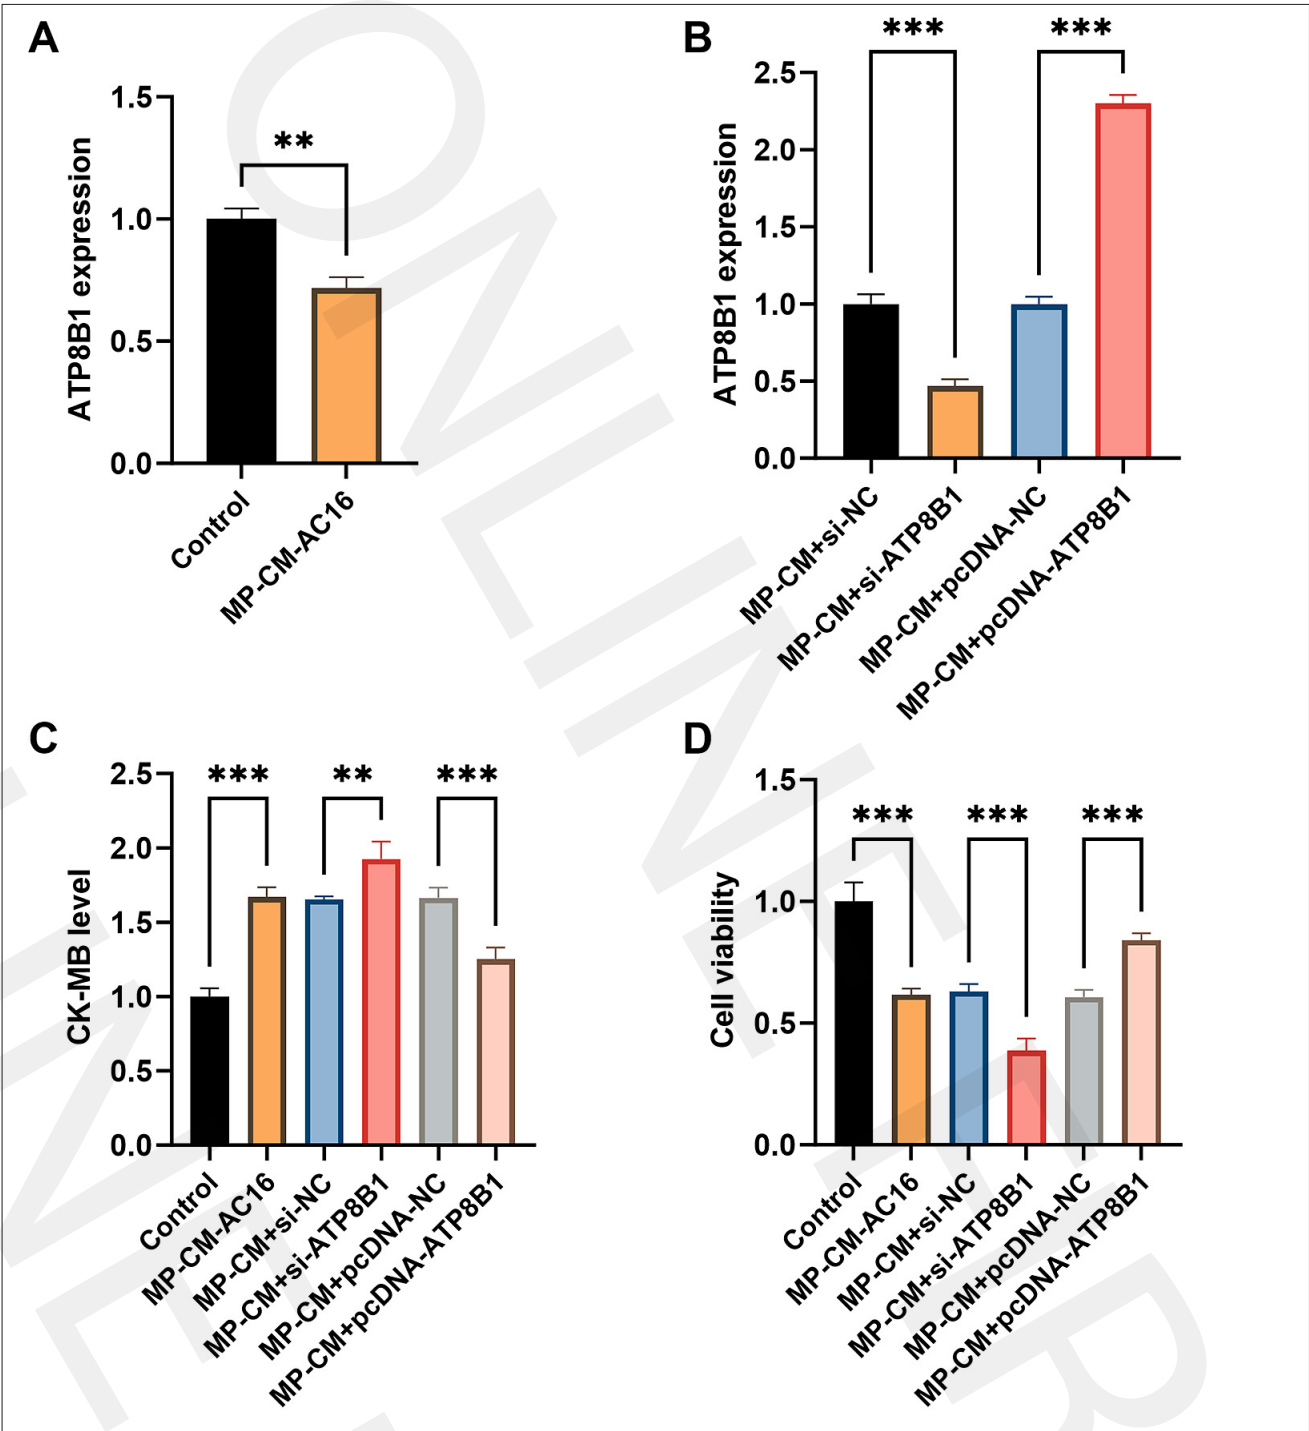 A
**
1.5
1.0
0.5
0.0
ATP8B1 expression
Control
MP-CM-AC16
B
*** ***
2.5
2.0
1.5
1.0
0.5
0.0
ATP8B1 expression
MP-CM+si-NC
MP-CM+si-ATP8B1
MP-CM+pcDNA-NC
MP-CM+pcDNA-ATP8B1
C
*** ** ***
2.5
2.0
1.5
1.0
0.5
0.0
CK-MB level
Control
MP-CM-AC16
MP-CM+si-NC
MP-CM+si-ATP8B1
MP-CM+pcDNA-NC
MP-CM+pcDNA-ATP8B1
D
*** *** ***
1.5
1.0
0.5
0.0
Cell viability
Control
MP-CM-AC16
MP-CM+si-NC
MP-CM+si-ATP8B1
MP-CM+pcDNA-NC
MP-CM+pcDNA-ATP8B1
ONLINE FIR